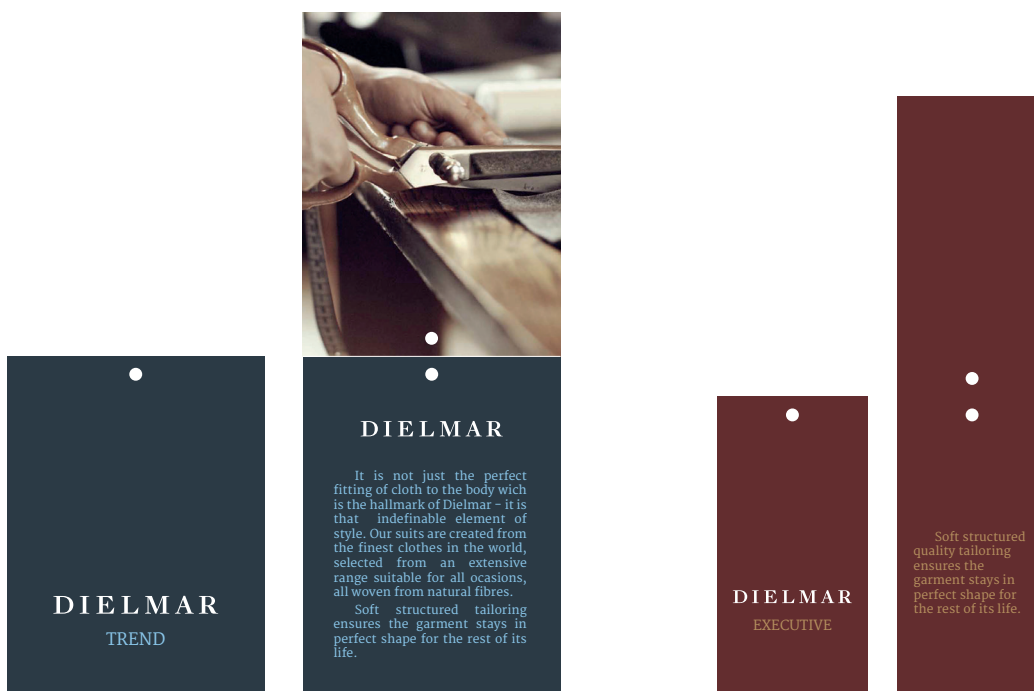 DIELMAR
TREND
DIELMAR
It is not just the perfect
fitting of cloth to the body wich
is the hallmark of Dielmar – it is
that indefinable element of
style. Our suits are created from
the finest clothes in the world,
selected from an extensive
range suitable for all ocasions,
all woven from natural fibres.
Soft structured tailoring
ensures the garment stays in
perfect shape for the rest of its
life.
DIELMAR
EXECUTIVE
Soft structured
quality tailoring
ensures the
garment stays in
perfect shape for
the rest of its life.